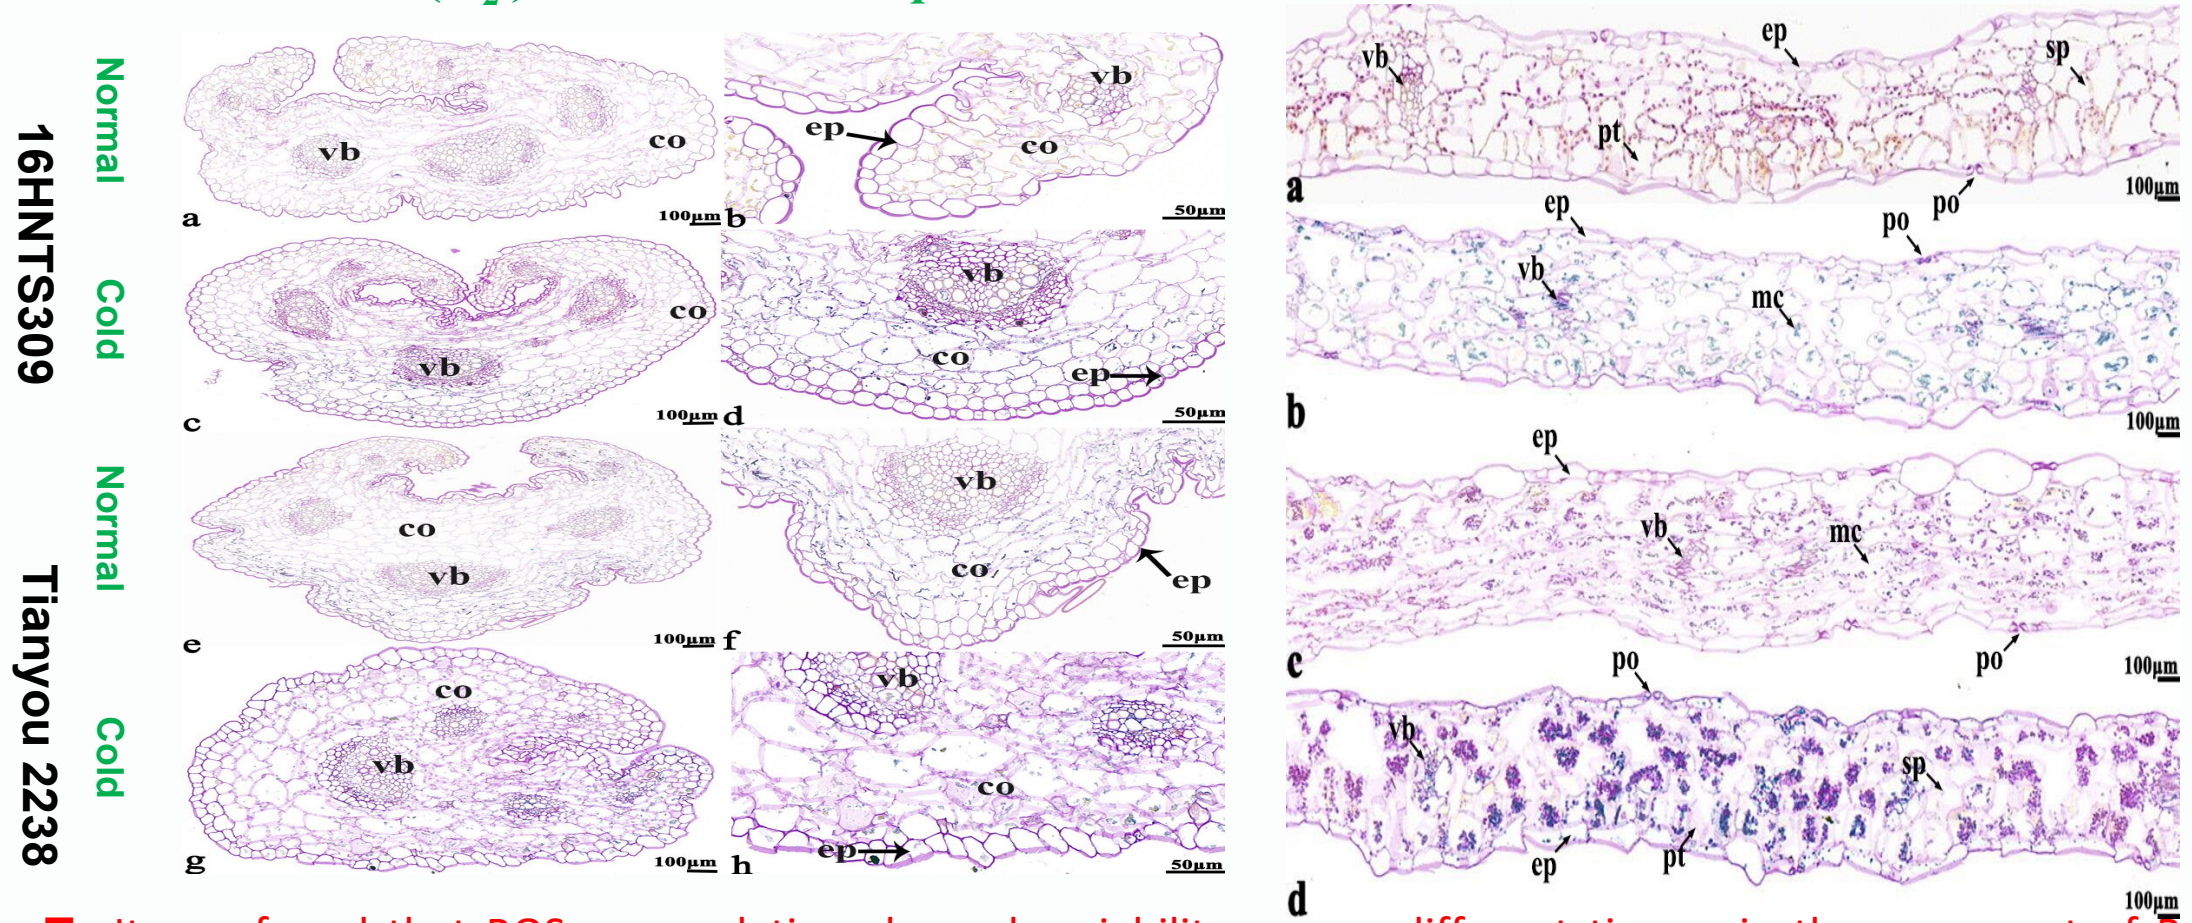 16HNTS309
Tianyou 2238
Normal
Cold
Normal
Cold
vb
co
a
100µm
ep
vb
co
b
50µm
co
vb
c
100µm
vb
co
ep
d
50µm
co
vb
e
100µm
vb
co
ep
f
50µm
co
vb
g
100µm
vb
co
ep
h
50µm
vb
ep
sp
pt
po
a
100µm
ep
po
vb
mc
b
100µm
ep
vb
mc
po
c
100µm
po
vb
sp
ep
pt
d
100µm